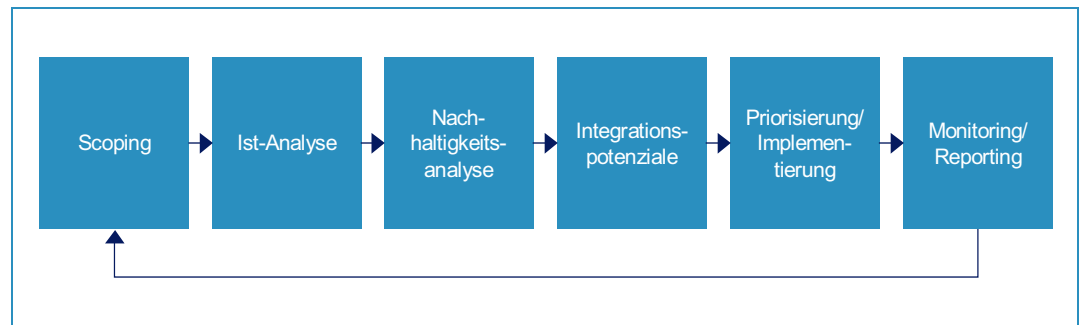 Scoping
Ist-Analyse
Nach-
haltigkeits-
analyse
Integrations-
potenziale
Priorisierung/
Implemen-
tierung
Monitoring/
Reporting